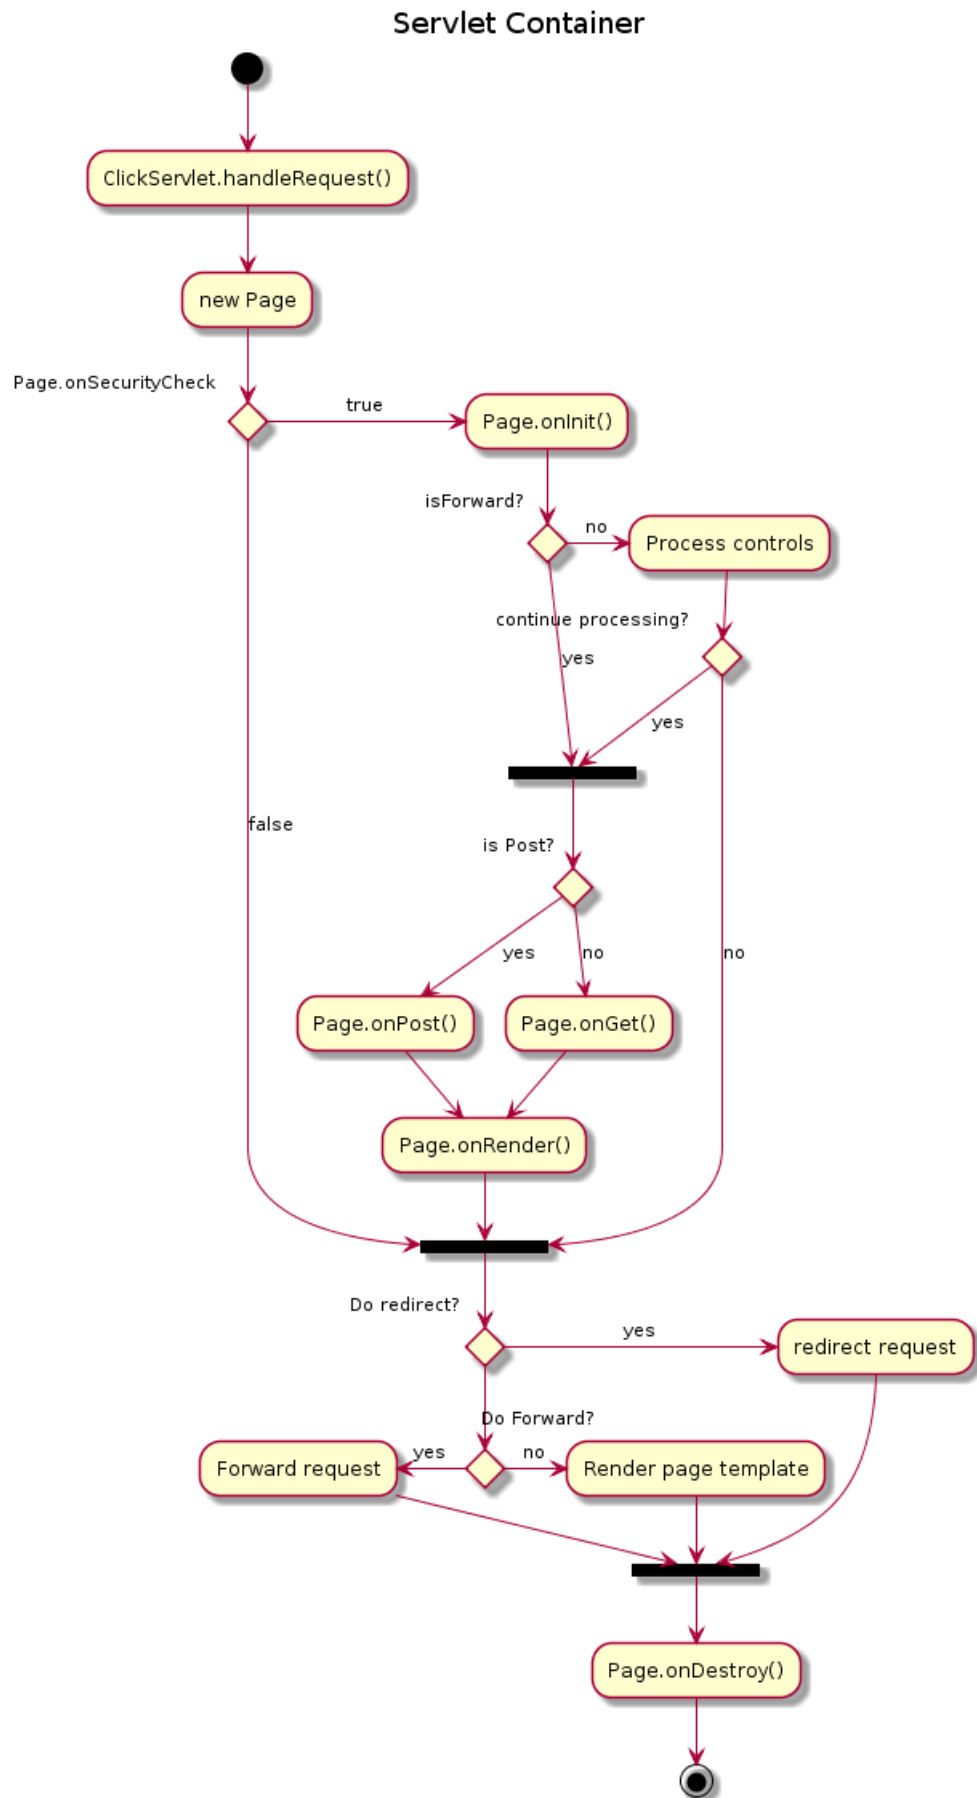 Servlet Container
ClickServlet.handleRequest()
new Page
Page.onSecurityCheck
true
Page.onInit()
isForward?
no
Process controls
continue processing?
yes
yes
false
is Post?
yes
no
no
Page.onPost()
Page.onGet()
Page.onRender()
Do redirect?
yes
redirect request
Do Forward?
Forward request
yes
no
Render page template
Page.onDestroy()